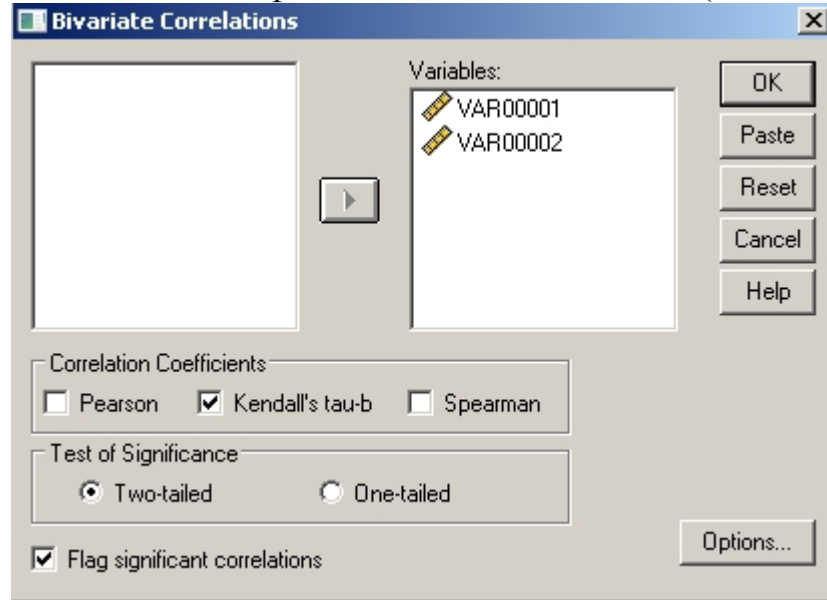 Bivariate Correlations
Variables:
VAR00001
VAR00002
OK
Paste
Reset
Cancel
Help
Correlation Coefficients
Pearson Kendall's tau-b Spearman
Test of Significance
Two-tailed One-tailed
Flag significant correlations
Options...